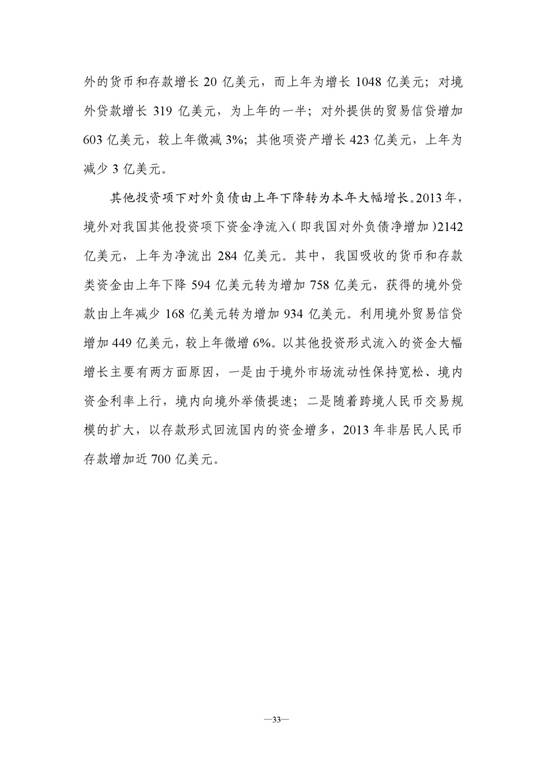 外的货币和存款增长 20 亿美元，而上年为增长 1048 亿美元；对境
外贷款增长 319 亿美元，为上年的一半；对外提供的贸易信贷增加
603 亿美元，较上年微减 3%；其他项资产增长 423 亿美元，上年为
减少 3 亿美元。
其他投资项下对外负债由上年下降转为本年大幅增长。2013 年，
境外对我国其他投资项下资金净流入（即我国对外负债净增加）2142
亿美元，上年为净流出 284 亿美元。其中，我国吸收的货币和存款
类资金由上年下降 594 亿美元转为增加 758 亿美元，获得的境外贷
款由上年减少 168 亿美元转为增加 934 亿美元。利用境外贸易信贷
增加 449 亿美元，较上年微增 6%。以其他投资形式流入的资金大幅
增长主要有两方面原因，一是由于境外市场流动性保持宽松、境内
资金利率上行，境内向境外举债提速；二是随着跨境人民币交易规
模的扩大，以存款形式回流国内的资金增多，2013 年非居民人民币
存款增加近 700 亿美元。
—33—